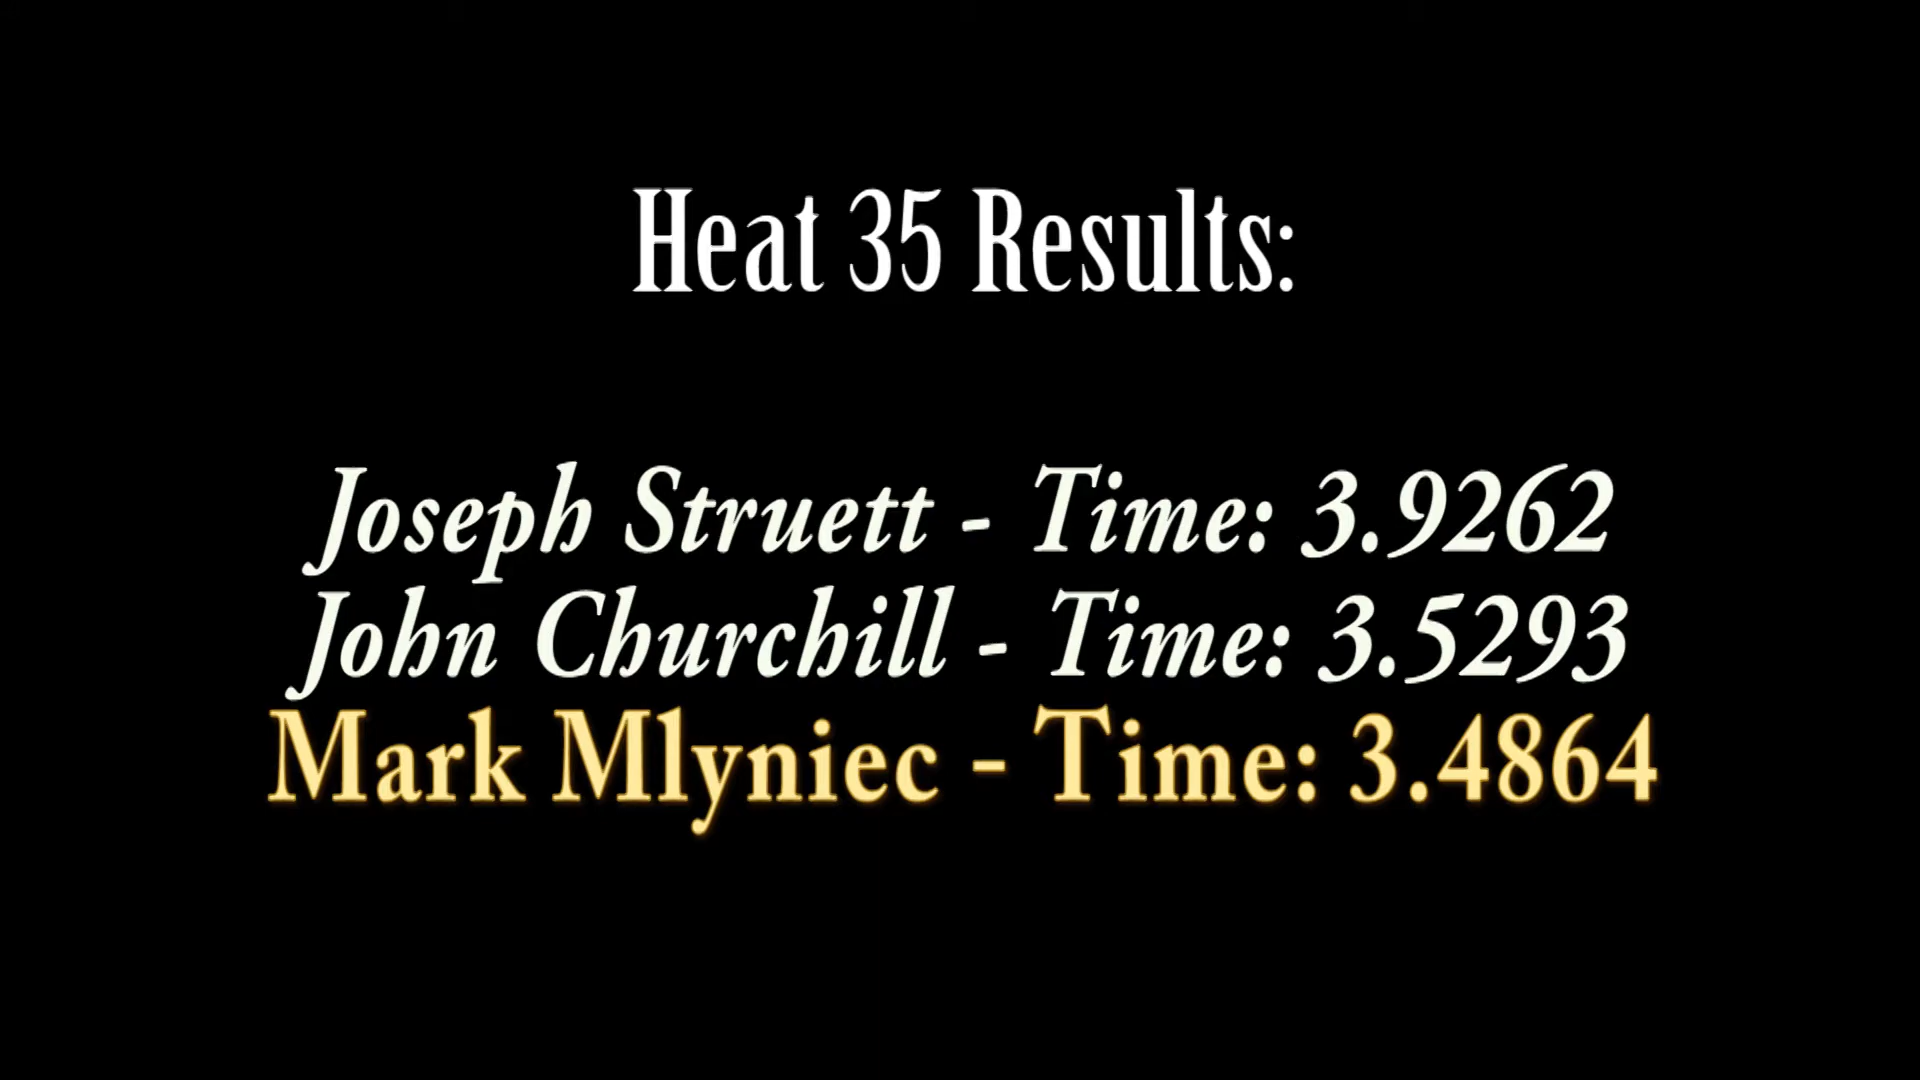 Heat 35 Results:
Joseph Struett - Time: 3.9262
John Churchill - Time: 3.5293
Mark Mlyniec - Time: 3.4864